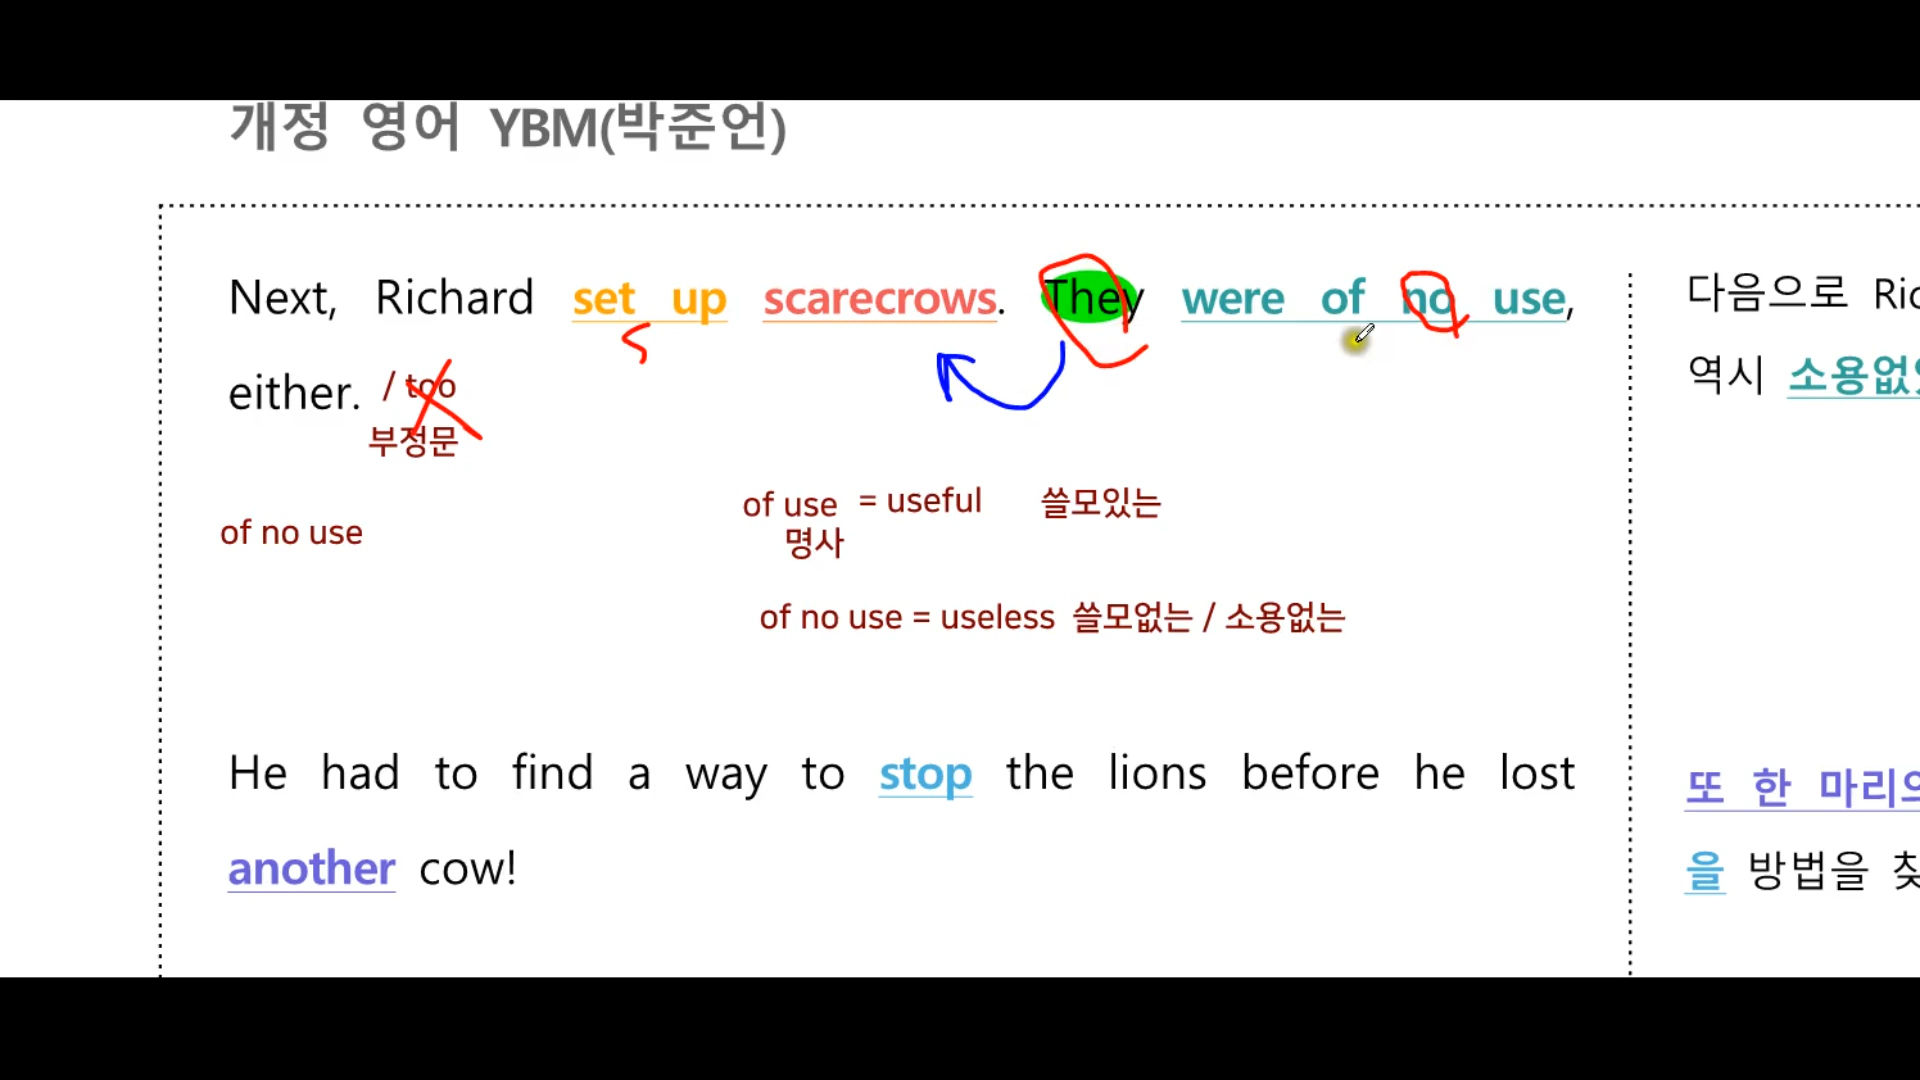 개정 영어 YBM(박준언)
Next, Richard set up scarecrows. They were of no use,
either. / too
부정문
of no use
of use = useful 쓸모있는
명사
of no use = useless 쓸모없는 / 소용없는
He had to find a way to stop the lions before he lost
another cow!
다음으로
역시 소용없
또 한 마리의
을 방법을